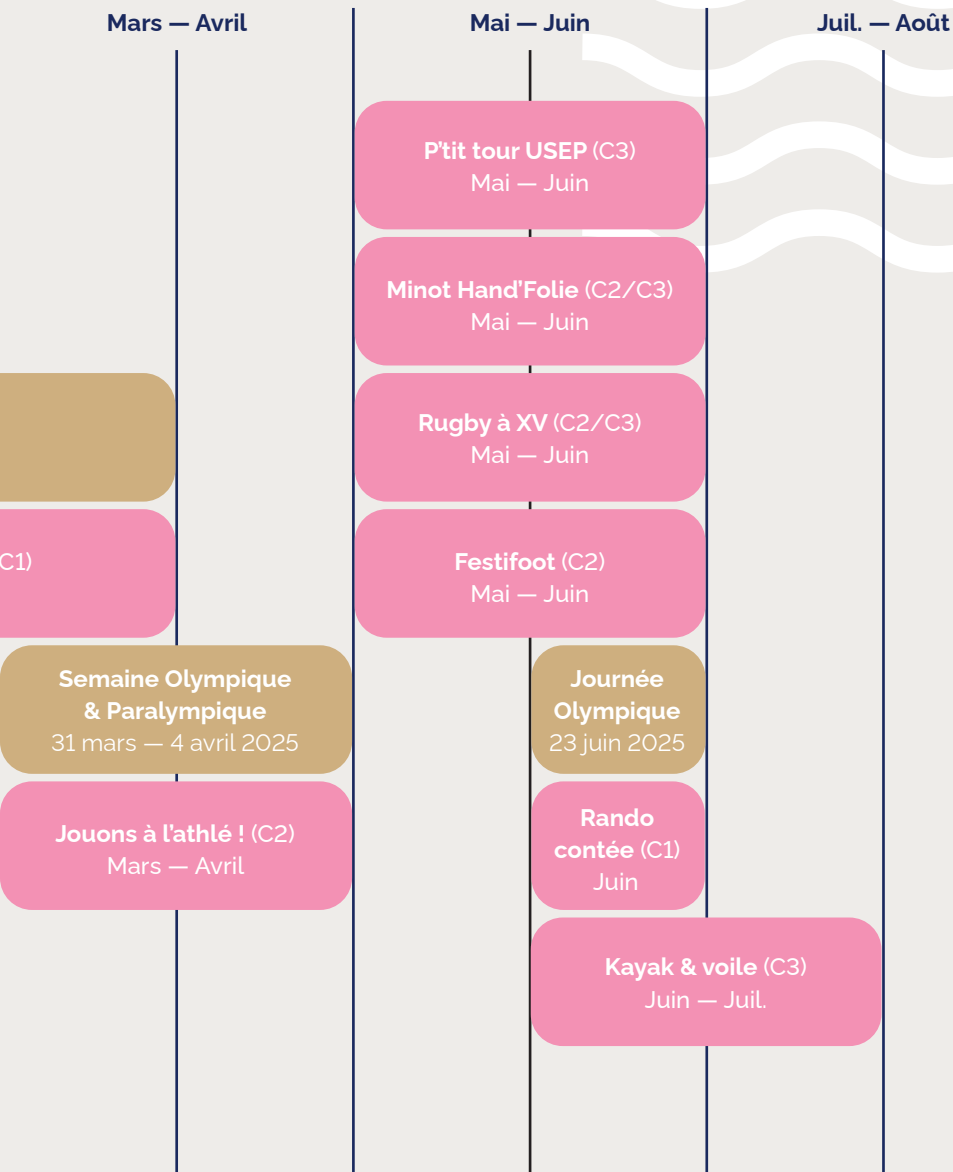 Mars — Avril
Mai — Juin
Juil. — Août
P'tit tour USEP (C3)
Mai — Juin
Minot Hand'Folie (C2/C3)
Mai — Juin
Rugby à XV (C2/C3)
Mai — Juin
C1)
Festifoot (C2)
Mai — Juin
Semaine Olympique
& Paralympique
31 mars — 4 avril 2025
Journée
Olympique
23 juin 2025
Jouons à l'athlé ! (C2)
Mars — Avril
Rando
contée (C1)
Juin
Kayak & voile (C3)
Juin — Juil.